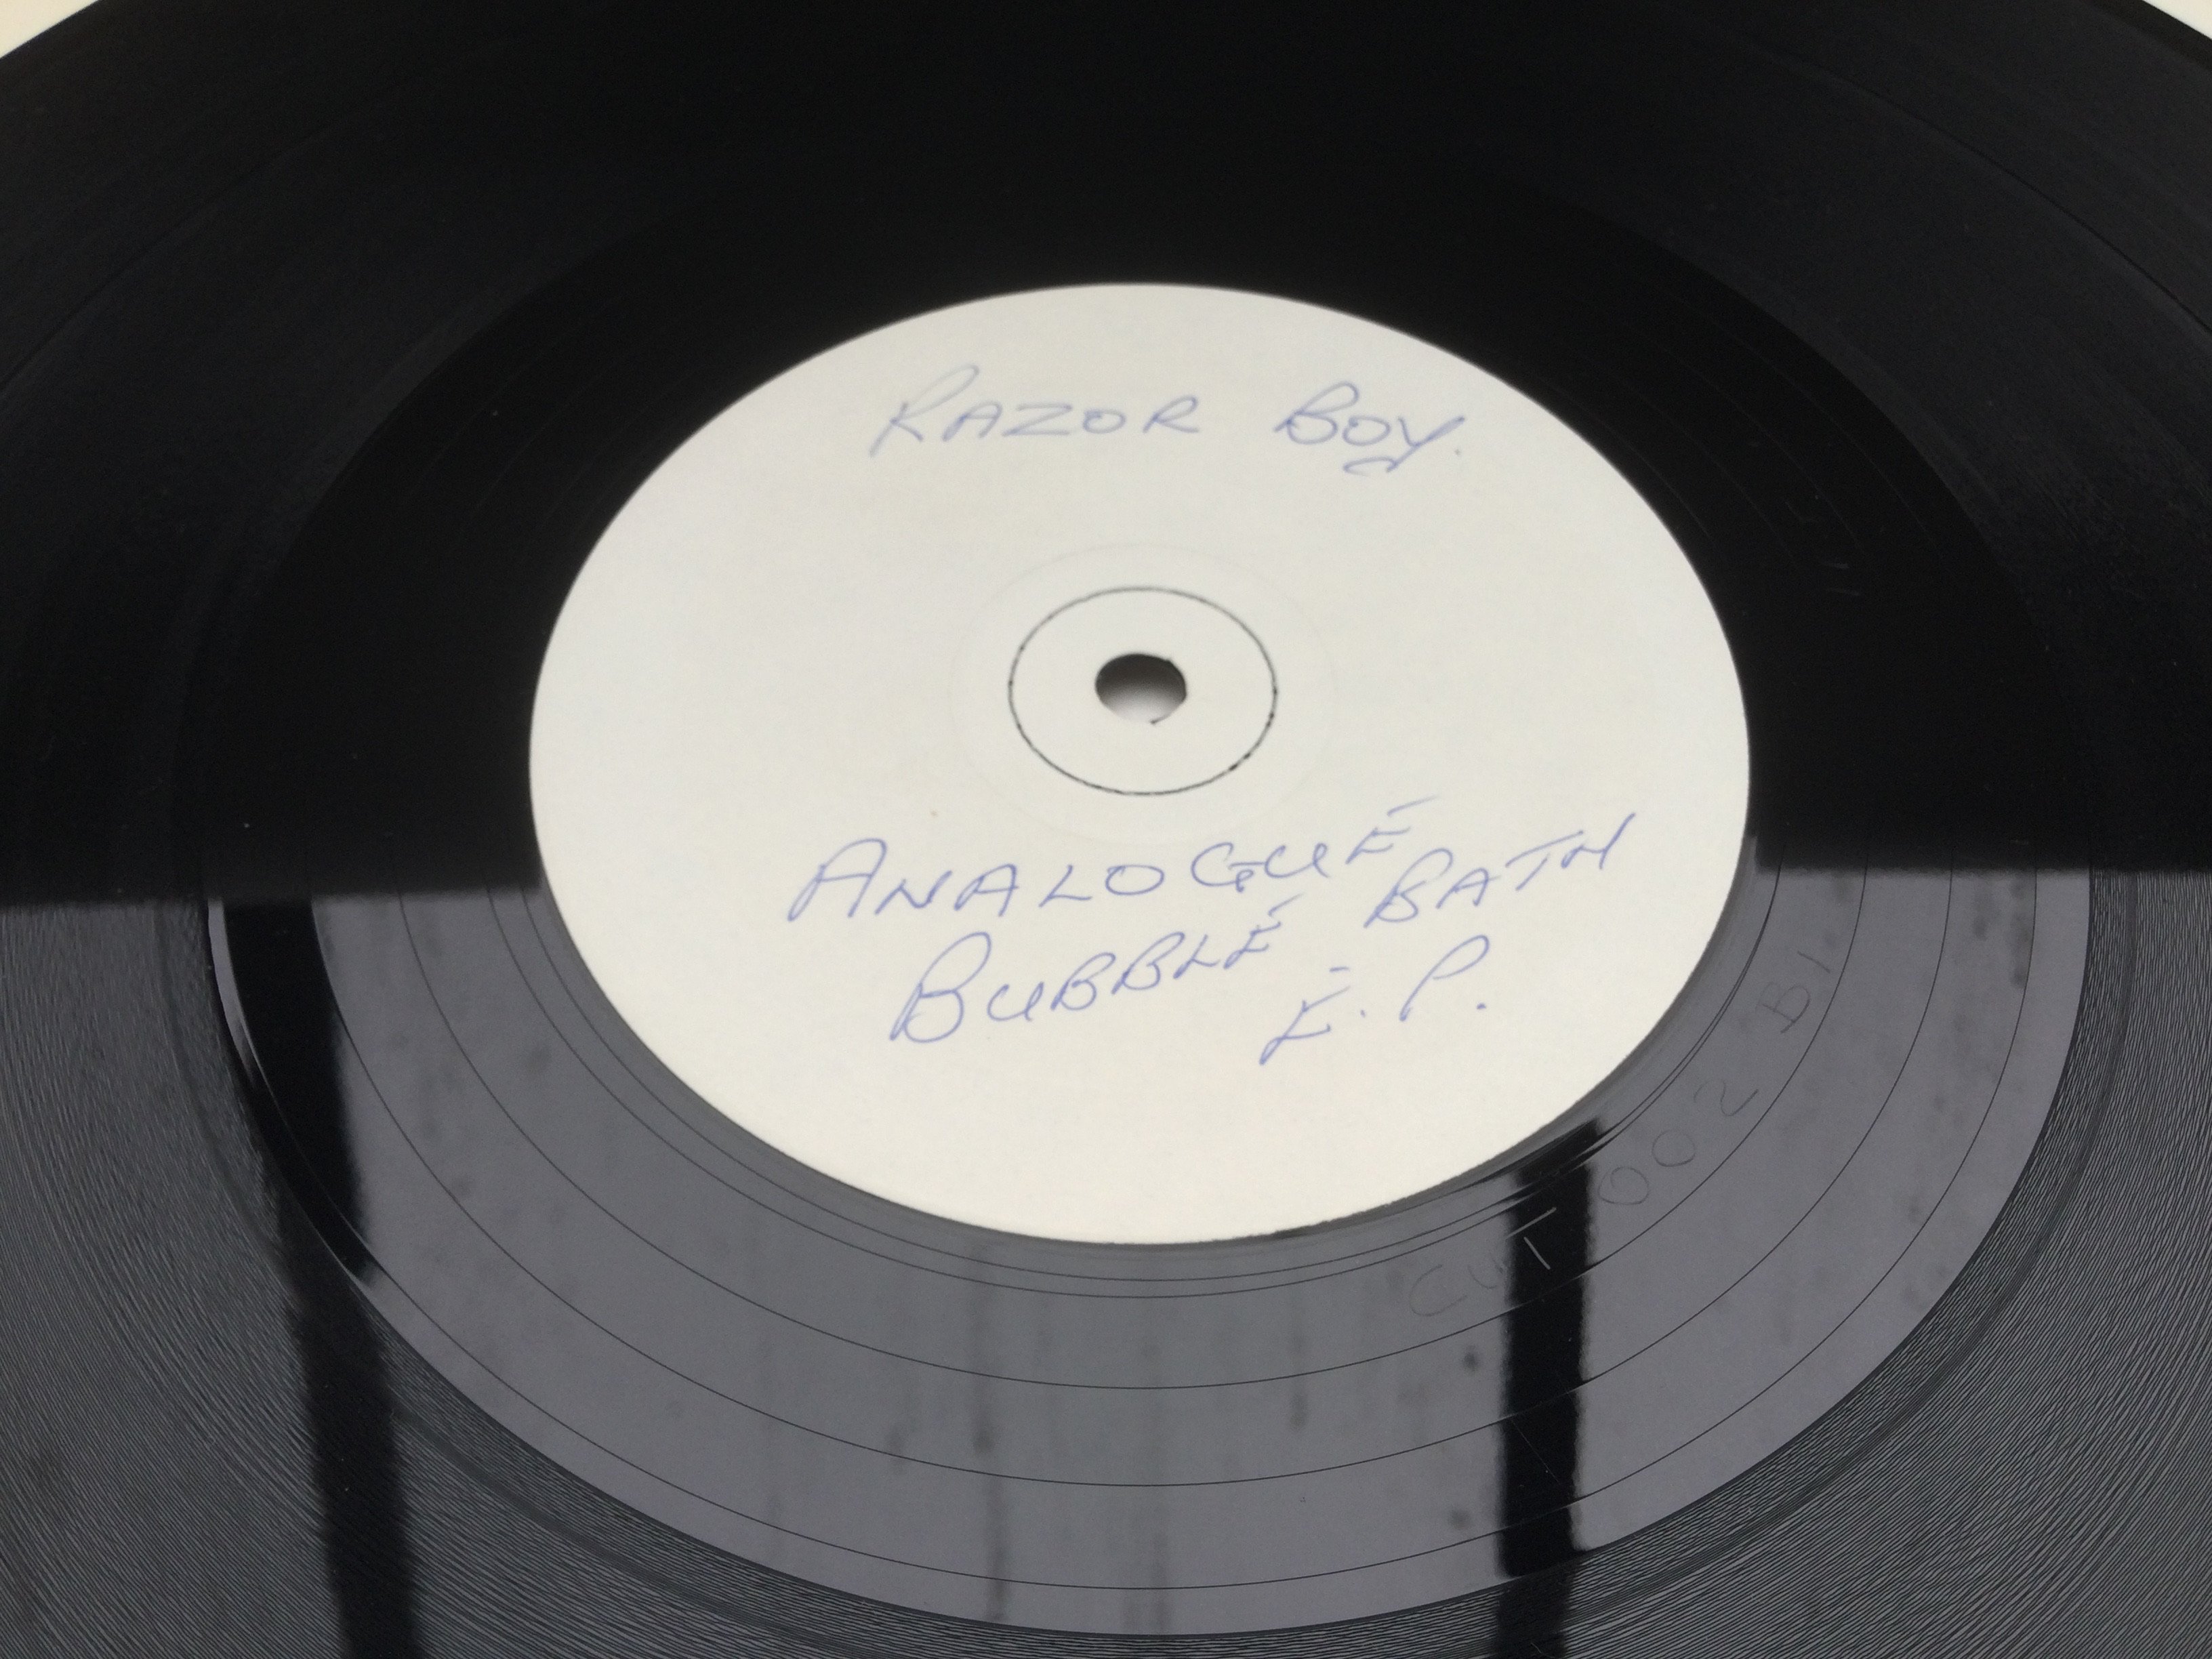 RAZOR BOY.
ANALOGUE
BUBBLE BATH
E.P.
CUT 002 B1.